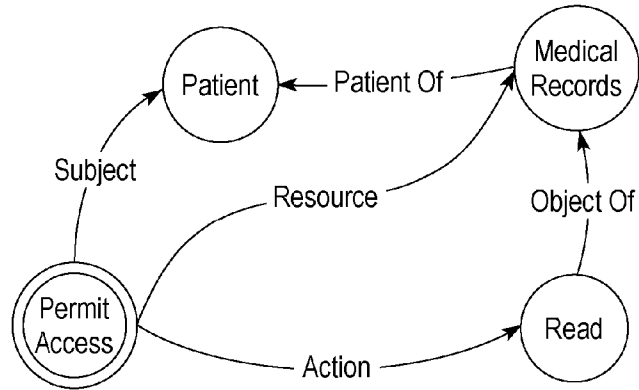 Patient
Patient Of
Medical
Records
Subject
Resource
Object Of
Permit
Access
Action
Read